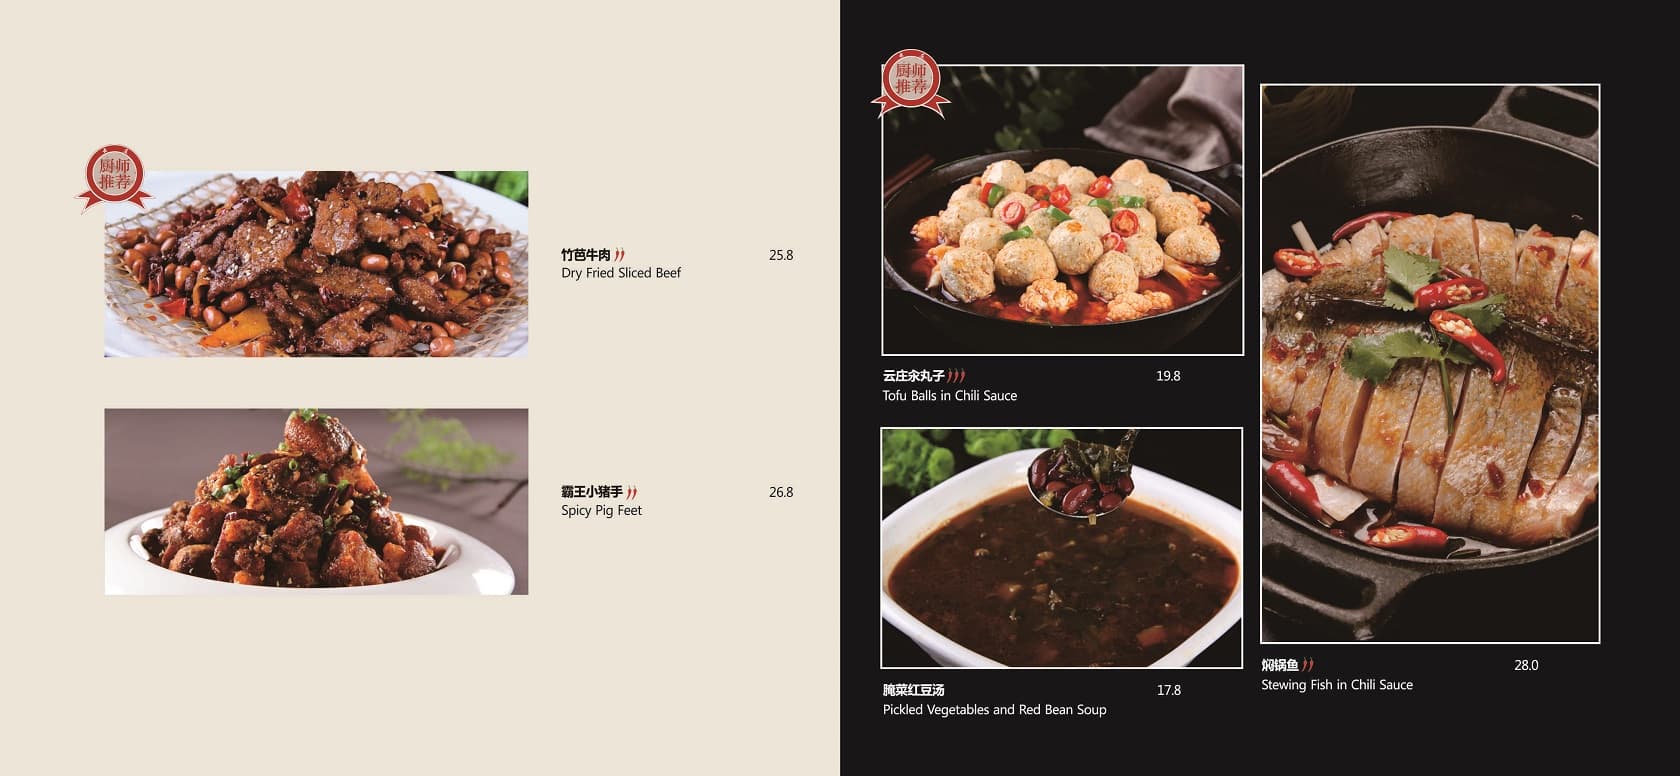 厨师
推荐
竹芭牛肉 25.8
Dry Fried Sliced Beef
霸王小猪手 26.8
Spicy Pig Feet
厨师
推荐
云庄汆丸子 19.8
Tofu Balls in Chili Sauce
腌菜红豆汤 17.8
Pickled Vegetables and Red Bean Soup
焖锅鱼 28.0
Stewing Fish in Chili Sauce